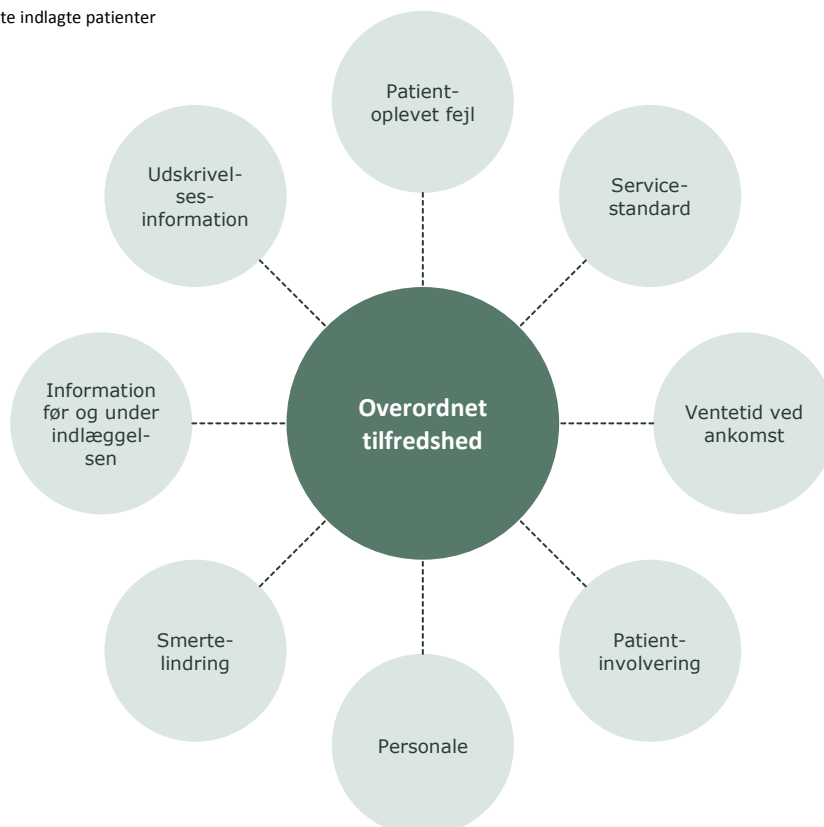 te indlagte patienter
Patient-
oplevet fejl
Service-
standard
Ventetid ved
ankomst
Patient-
involvering
Personale
Smerte-
lindring
Information
før og under
indlæggel-
sen
Udskrivel-
ses-
information
Overordnet
tilfredshed